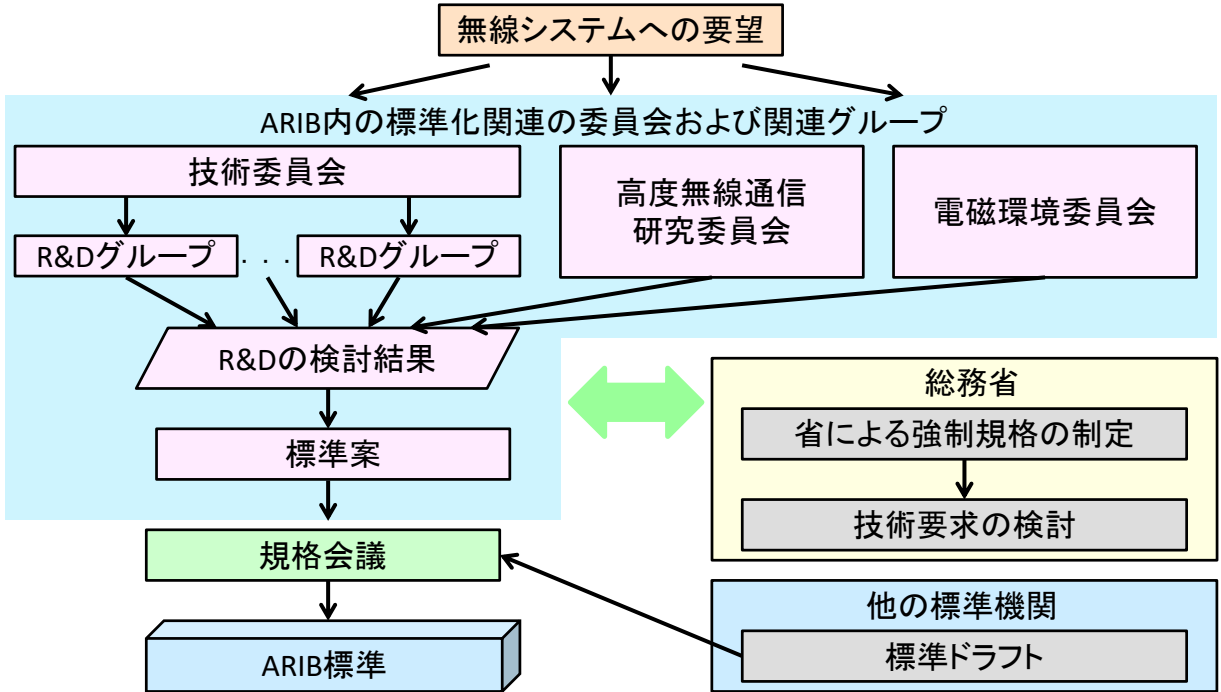 無線システムへの要望
ARIB内の標準化関連の委員会および関連グループ
技術委員会
高度無線通信
研究委員会
電磁環境委員会
R&Dグループ ．．． R&Dグループ
R&Dの検討結果
標準案
総務省
省による強制規格の制定
技術要求の検討
規格会議
ARIB標準
他の標準機関
標準ドラフト